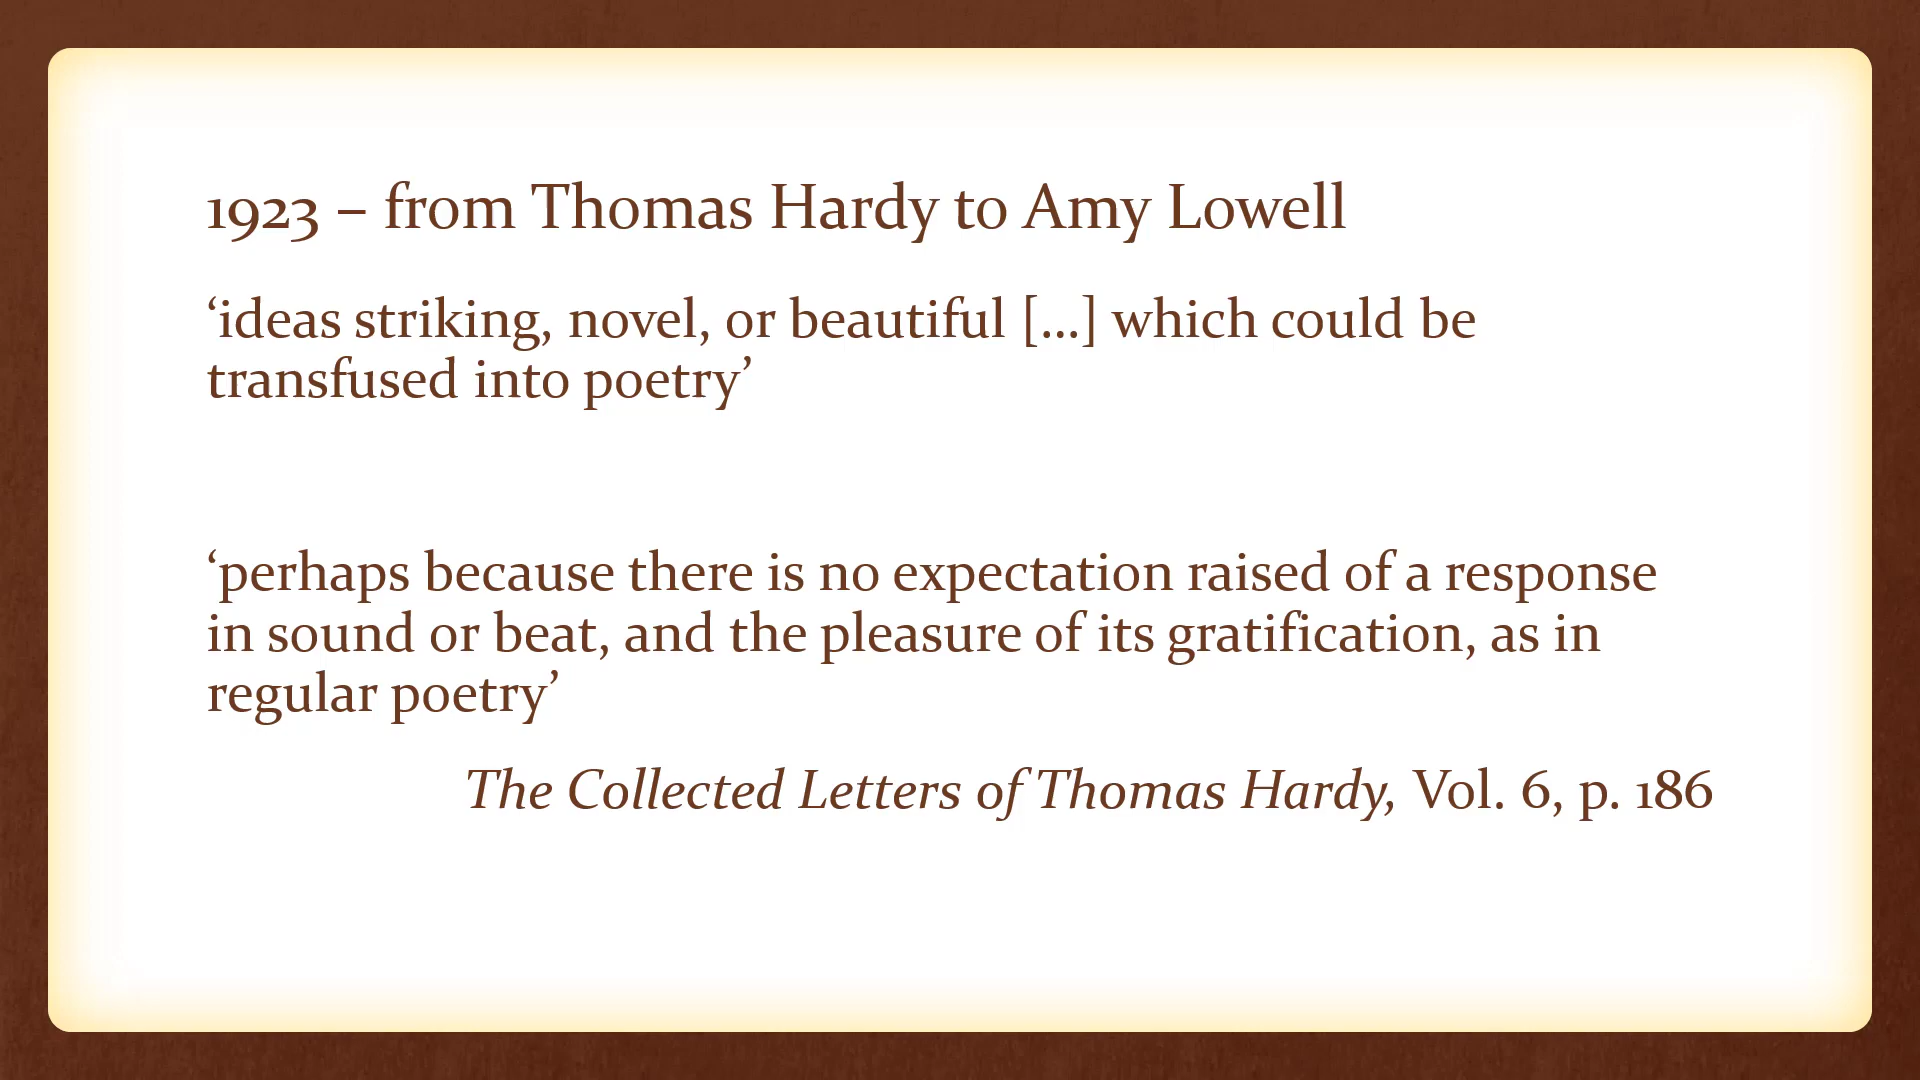 1923 – from Thomas Hardy to Amy Lowell
‘ideas striking, novel, or beautiful [...] which could be
transfused into poetry’
‘perhaps because there is no expectation raised of a response
in sound or beat, and the pleasure of its gratification, as in
regular poetry’
The Collected Letters of Thomas Hardy, Vol. 6, p. 186